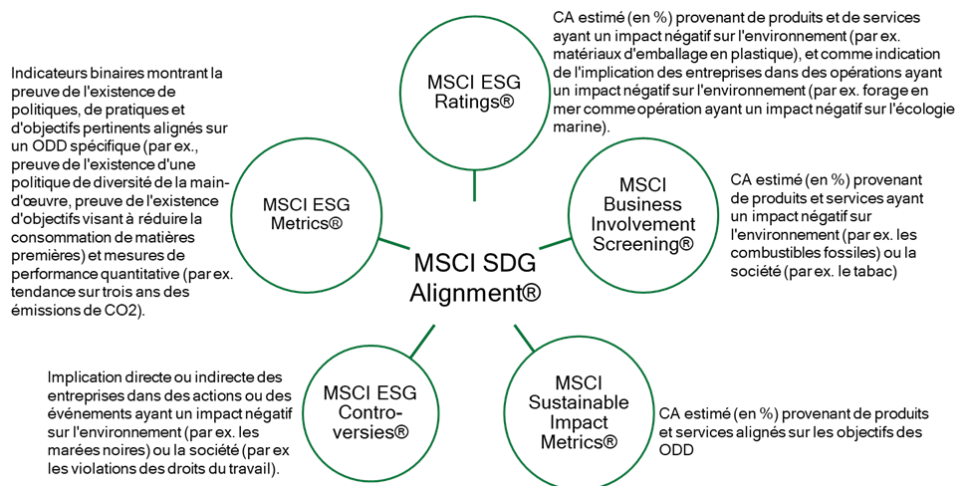 CA estimé (en %) provenant de produits et de services
ayant un impact négatif sur l'environnement (par ex.
matériaux d'emballage en plastique), et comme indication
de l'implication des entreprises dans des opérations ayant
un impact négatif sur l'environnement (par ex. forage en
mer comme opération ayant un impact négatif sur l'écologie
marine).
MSCI ESG
Ratings®
Indicateurs binaires montrant la
preuve de l'existence de
politiques, de pratiques et
d'objectifs pertinents alignés sur
un ODD spécifique (par ex.,
preuve de l'existence d'une
politique de diversité de la main-
d'œuvre, preuve de l'existence
d'objectifs visant à réduire la
consommation de matières
premières) et mesures de
performance quantitative (par ex.
tendance sur trois ans des
émissions de CO2).
MSCI ESG
Metrics®
MSCI
Business
Involvement
Screening®
CA estimé (en %) provenant
de produits et services ayant
un impact négatif sur
l'environnement (par ex. les
combustibles fossiles) ou la
société (par ex. le tabac)
MSCI SDG
Alignment®
Implication directe ou indirecte des
entreprises dans des actions ou des
événements ayant un impact négatif
sur l'environnement (par ex. les
marées noires) ou la société (par ex
les violations des droits du travail).
MSCI ESG
Contro-
versies®
MSCI
Sustainable
Impact
Metrics®
CA estimé (en %) provenant de produits
et services alignés sur les objectifs des
ODD